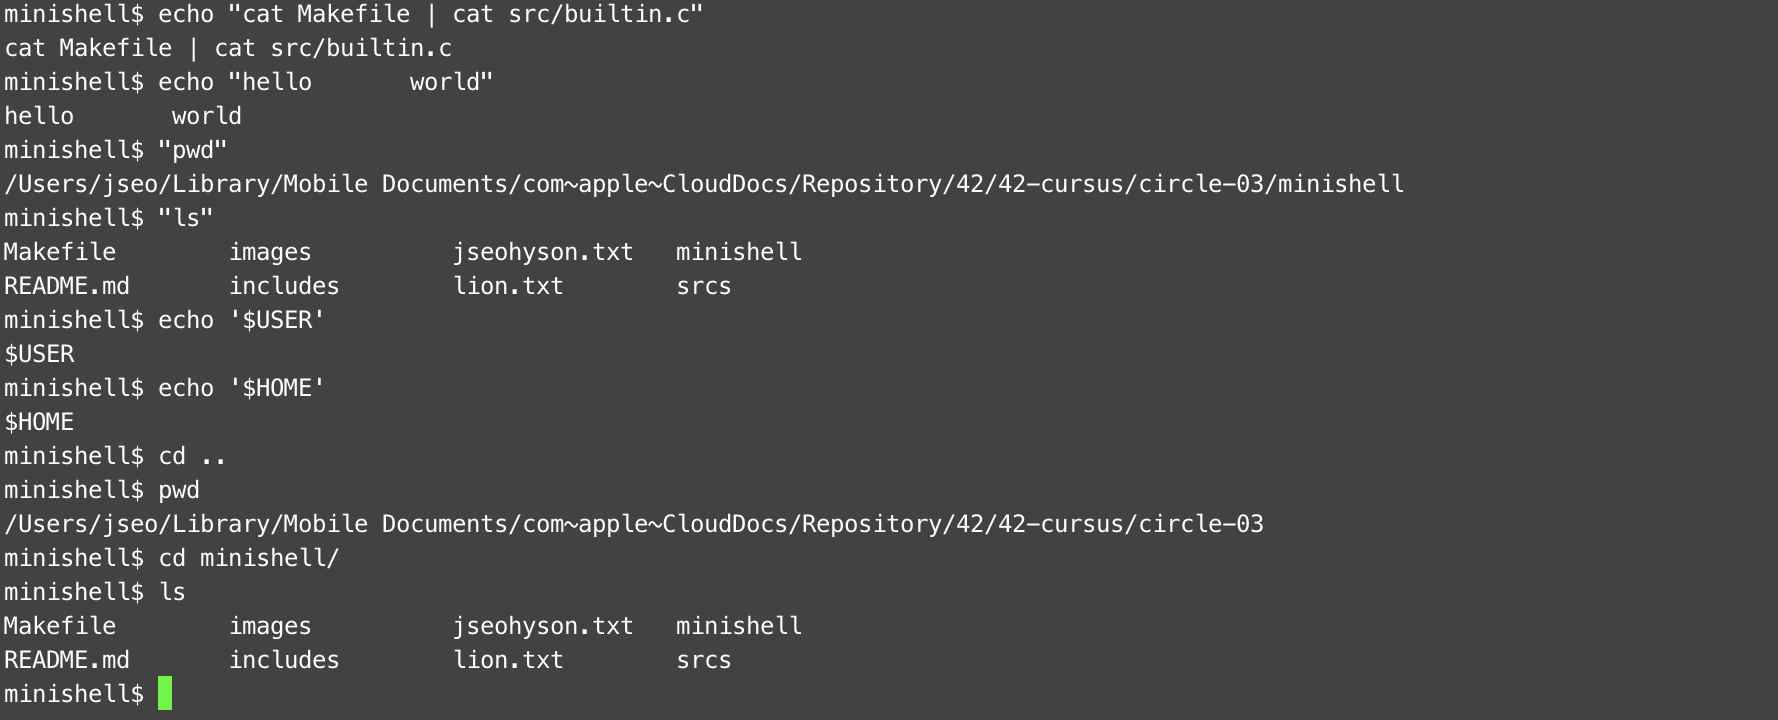 minishell$ echo "cat Makefile | cat src/builtin.c"
cat Makefile | cat src/builtin.c
minishell$ echo "hello       world"
hello       world
minishell$ "pwd"
/Users/jseo/Library/Mobile Documents/com~apple~CloudDocs/Repository/42/42-cursus/circle-03/minishell
minishell$ "ls"
Makefile        images          jseohyson.txt   minishell
README.md       includes        lion.txt        srcs
minishell$ echo '$USER'
$USER
minishell$ echo '$HOME'
$HOME
minishell$ cd ..
minishell$ pwd
/Users/jseo/Library/Mobile Documents/com~apple~CloudDocs/Repository/42/42-cursus/circle-03
minishell$ cd minishell/
minishell$ ls
Makefile        images          jseohyson.txt   minishell
README.md       includes        lion.txt        srcs
minishell$